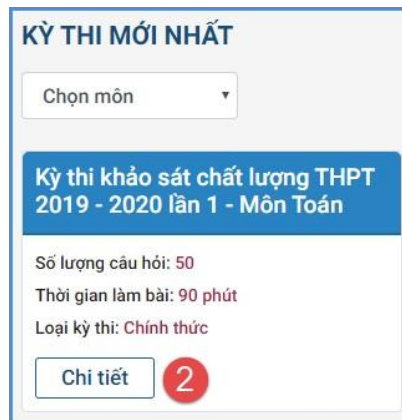 KỲ THI MỚI NHẤT
Chọn môn
Kỳ thi khảo sát chất lượng THPT
2019 - 2020 lần 1 - Môn Toán
Số lượng câu hỏi: 50
Thời gian làm bài: 90 phút
Loại kỳ thi: Chính thức
Chi tiết 2